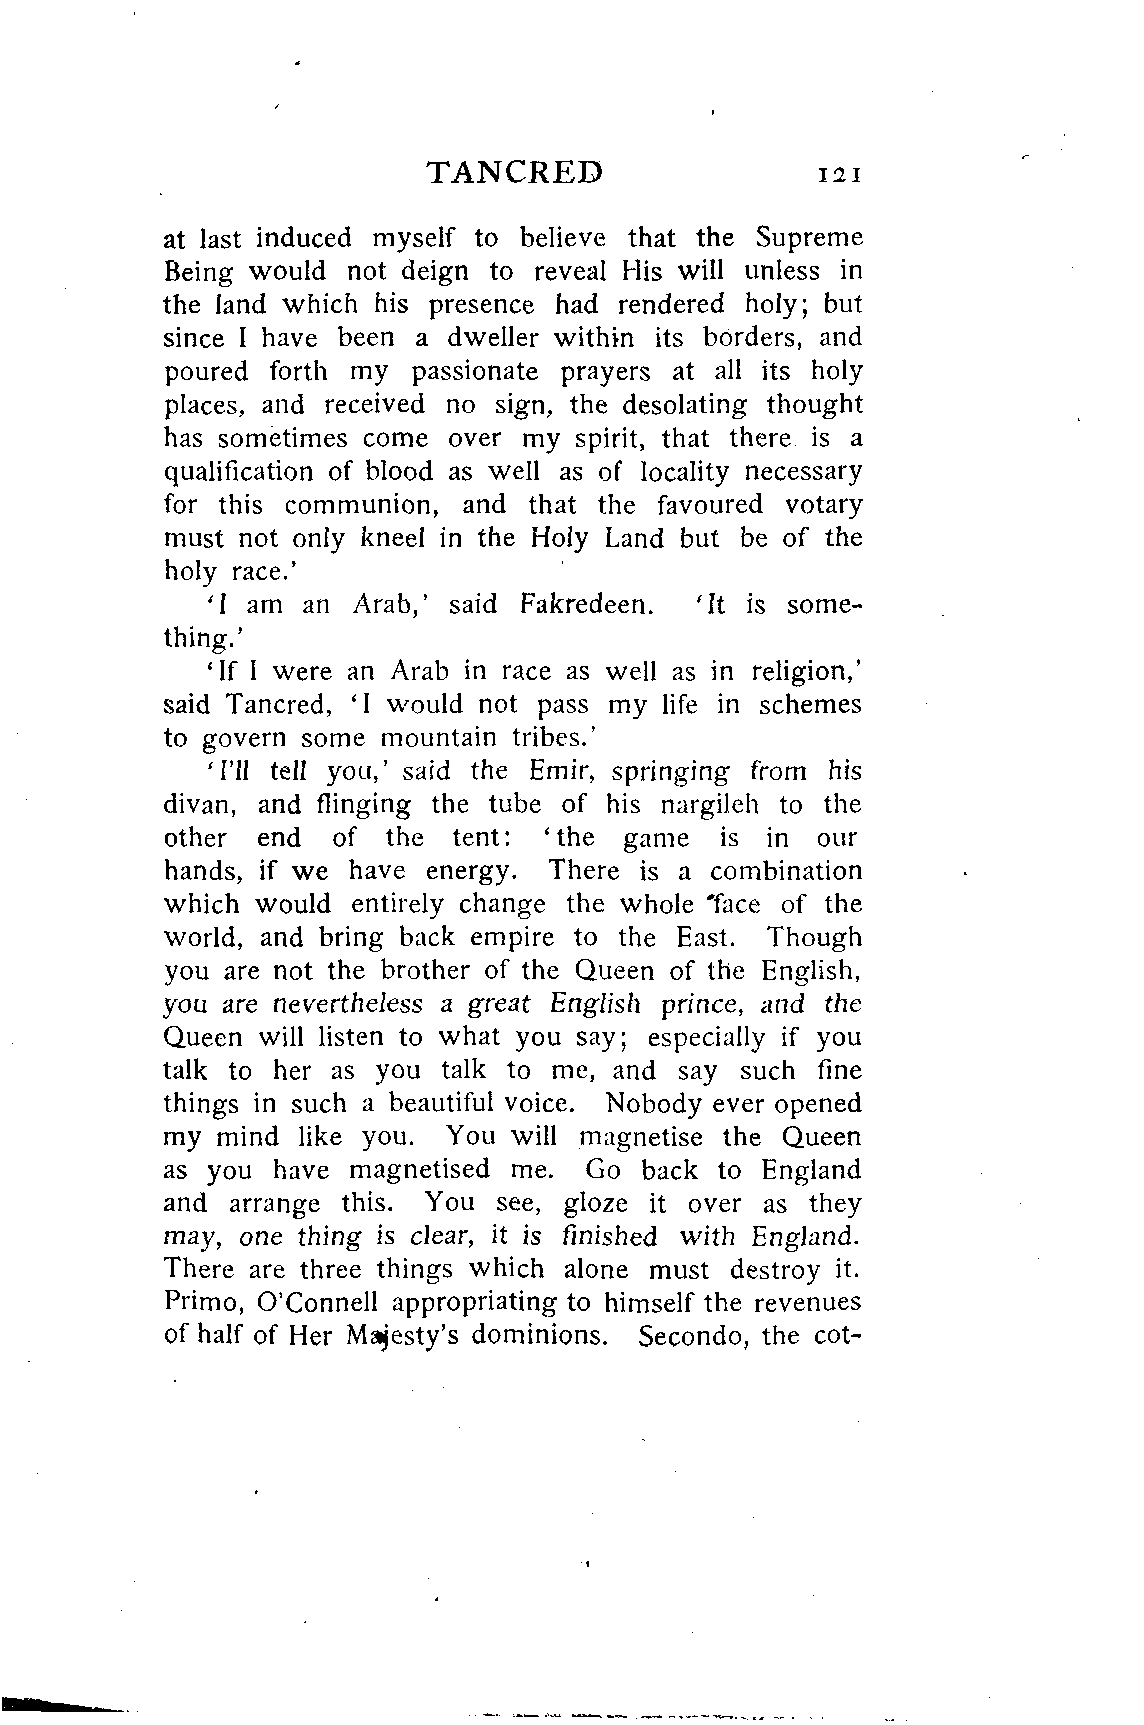 TANCRED 121
at last induced myself to believe that the Supreme
Being would not deign to reveal His will unless in
the land which his presence had rendered holy; but
since I have been a dweller within its borders, and
poured forth my passionate prayers at all its holy
places, and received no sign, the desolating thought
has sometimes come over my spirit, that there is a
qualification of blood as well as of locality necessary
for this communion, and that the favoured votary
must not only kneel in the Holy Land but be of the
holy race.'
'I am an Arab,' said Fakredeen. 'It is some-
thing.'
'If I were an Arab in race as well as in religion,'
said Tancred, 'I would not pass my life in schemes
to govern some mountain tribes.'
'I'll tell you,' said the Emir, springing from his
divan, and flinging the tube of his nargileh to the
other end of the tent: 'the game is in our
hands, if we have energy. There is a combination
which would entirely change the whole face of the
world, and bring back empire to the East. Though
you are not the brother of the Queen of the English,
you are nevertheless a great English prince, and the
Queen will listen to what you say; especially if you
talk to her as you talk to me, and say such fine
things in such a beautiful voice. Nobody ever opened
my mind like you. You will magnetise the Queen
as you have magnetised me. Go back to England
and arrange this. You see, gloze it over as they
may, one thing is clear, it is finished with England.
There are three things which alone must destroy it.
Primo, O'Connell appropriating to himself the revenues
of half of Her Majesty's dominions. Secondo, the cot-